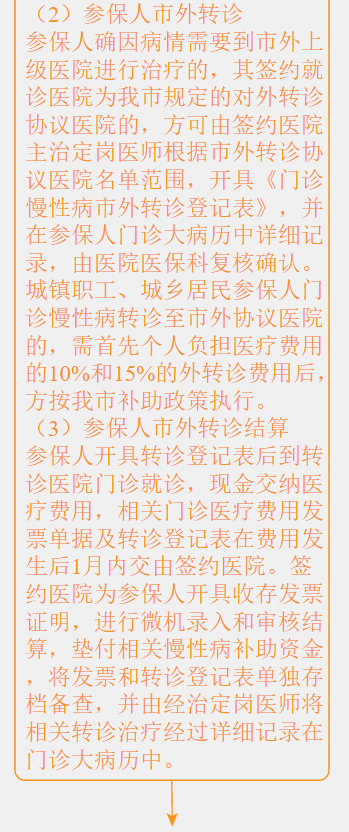 （2）参保人市外转诊
参保人确因病情需要到市外上
级医院进行治疗的，其签约就
诊医院为我市规定的对外转诊
协议医院的，方可由签约医院
主治定岗医师根据市外转诊协
议医院名单范围，开具《门诊
慢性病市外转诊登记表》，并
在参保人门诊大病历中详细记
录，由医院医保科复核确认。
城镇职工、城乡居民参保人门
诊慢性病转诊至市外协议医院
的，需首先个人负担医疗费用
的10%和15%的外转诊费用后，
方按我市补助政策执行。
（3）参保人市外转诊结算
参保人开具转诊登记表后到转
诊医院门诊就诊，现金交纳医
疗费用，相关门诊医疗费用发
票单据及转诊登记表在费用发
生后1月内交由签约医院。签
约医院为参保人开具收存发票
证明，进行微机录入和审核结
算，垫付相关慢性病补助资金
，将发票和转诊登记表单独存
档备查，并由经治定岗医师将
相关转诊治疗经过详细记录在
门诊大病历中。